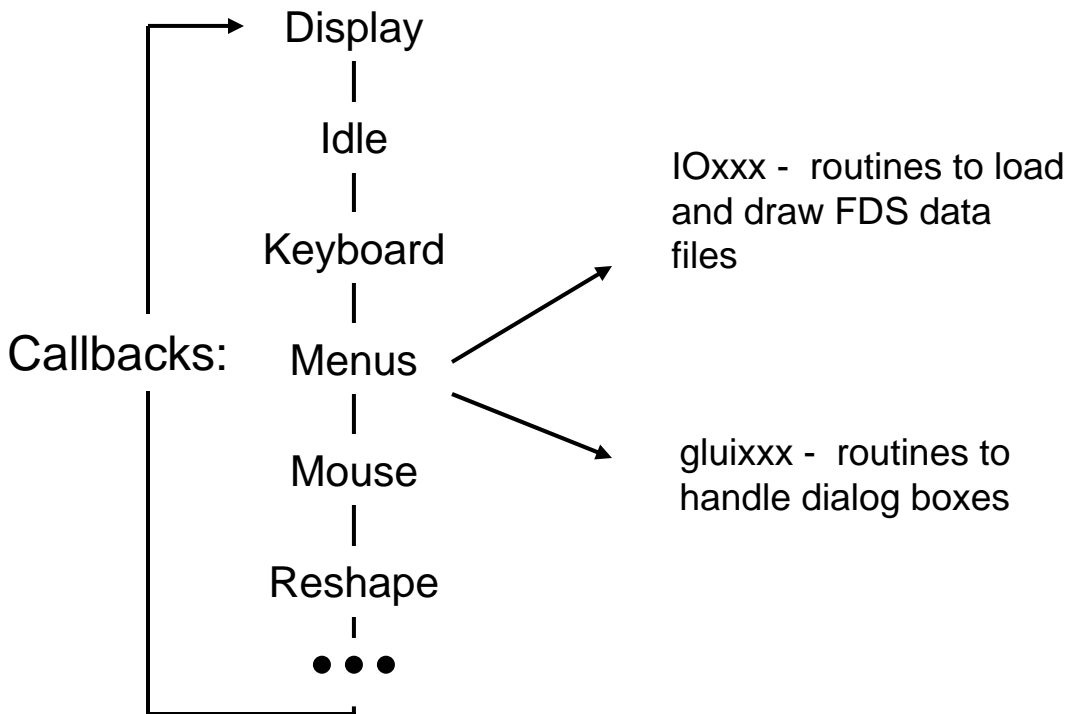 Display
Idle
Keyboard
Callbacks:
Menus
Mouse
Reshape
•••
IOxxx -  routines to load
and draw FDS data
files
gluixxx -  routines to
handle dialog boxes